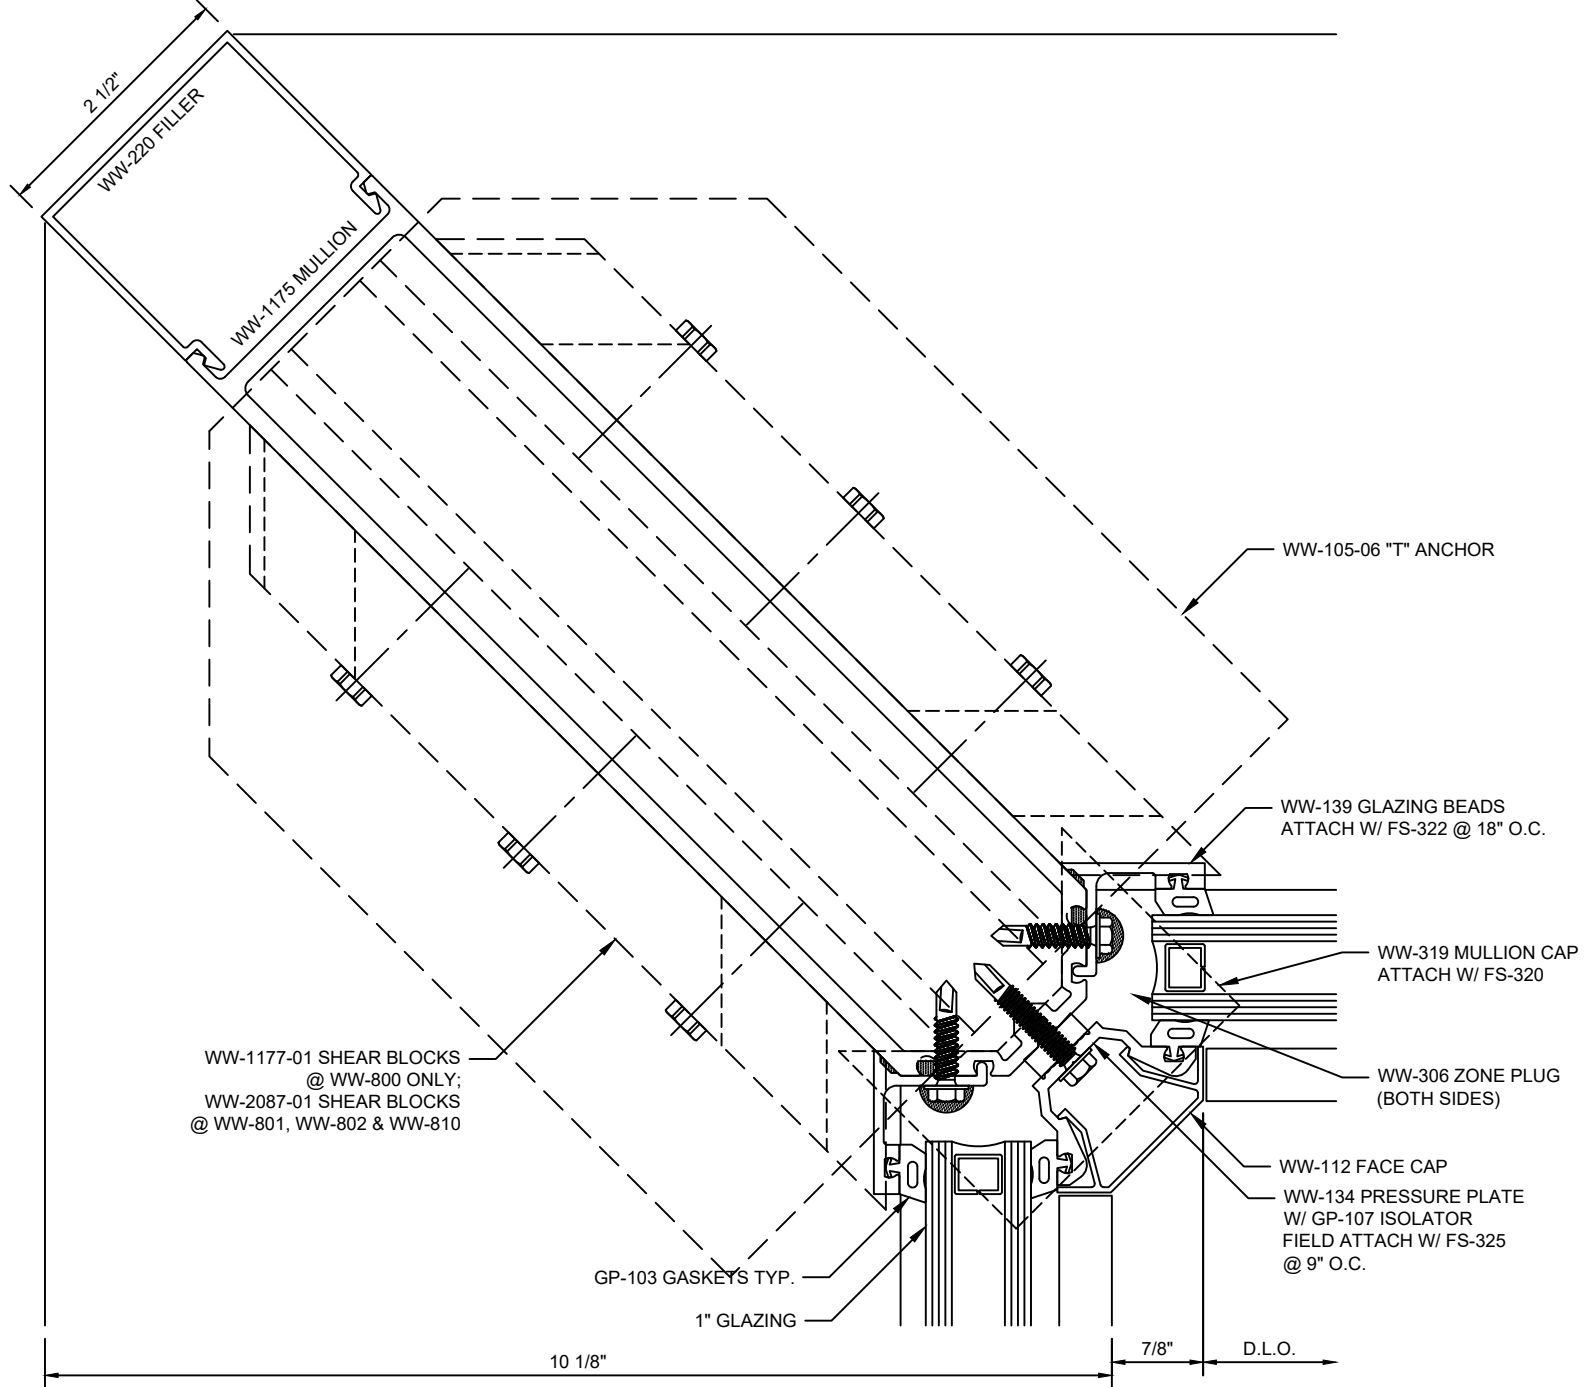 2 1/2"
WW-220 FILLER
WW-1175 MULLION
WW-105-06 "T" ANCHOR
WW-139 GLAZING BEADS
ATTACH W/ FS-322 @ 18" O.C.
WW-319 MULLION CAP
ATTACH W/ FS-320
WW-306 ZONE PLUG
(BOTH SIDES)
WW-112 FACE CAP
WW-134 PRESSURE PLATE
W/ GP-107 ISOLATOR
FIELD ATTACH W/ FS-325
@ 9" O.C.
WW-1177-01 SHEAR BLOCKS
@ WW-800 ONLY;
WW-2087-01 SHEAR BLOCKS
@ WW-801, WW-802 & WW-810
GP-103 GASKETS TYP.
1" GLAZING
10 1/8"
7/8"
D.L.O.